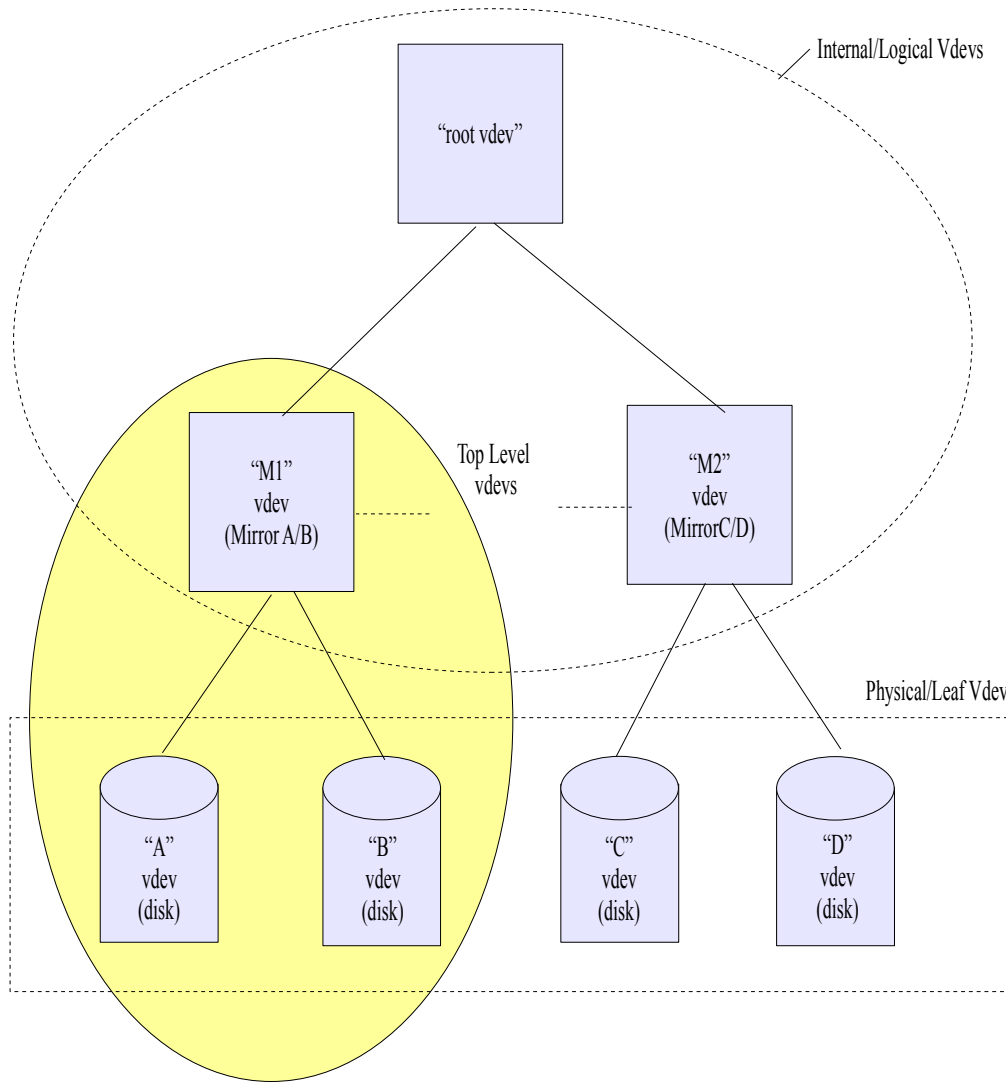 Internal/Logical Vdevs
“root vdev”
“M1”
vdev
(Mirror A/B)
Top Level
vdevs
“M2”
vdev
(MirrorC/D)
Physical/Leaf Vdev
“A”
vdev
(disk)
“B”
vdev
(disk)
“C”
vdev
(disk)
“D”
vdev
(disk)